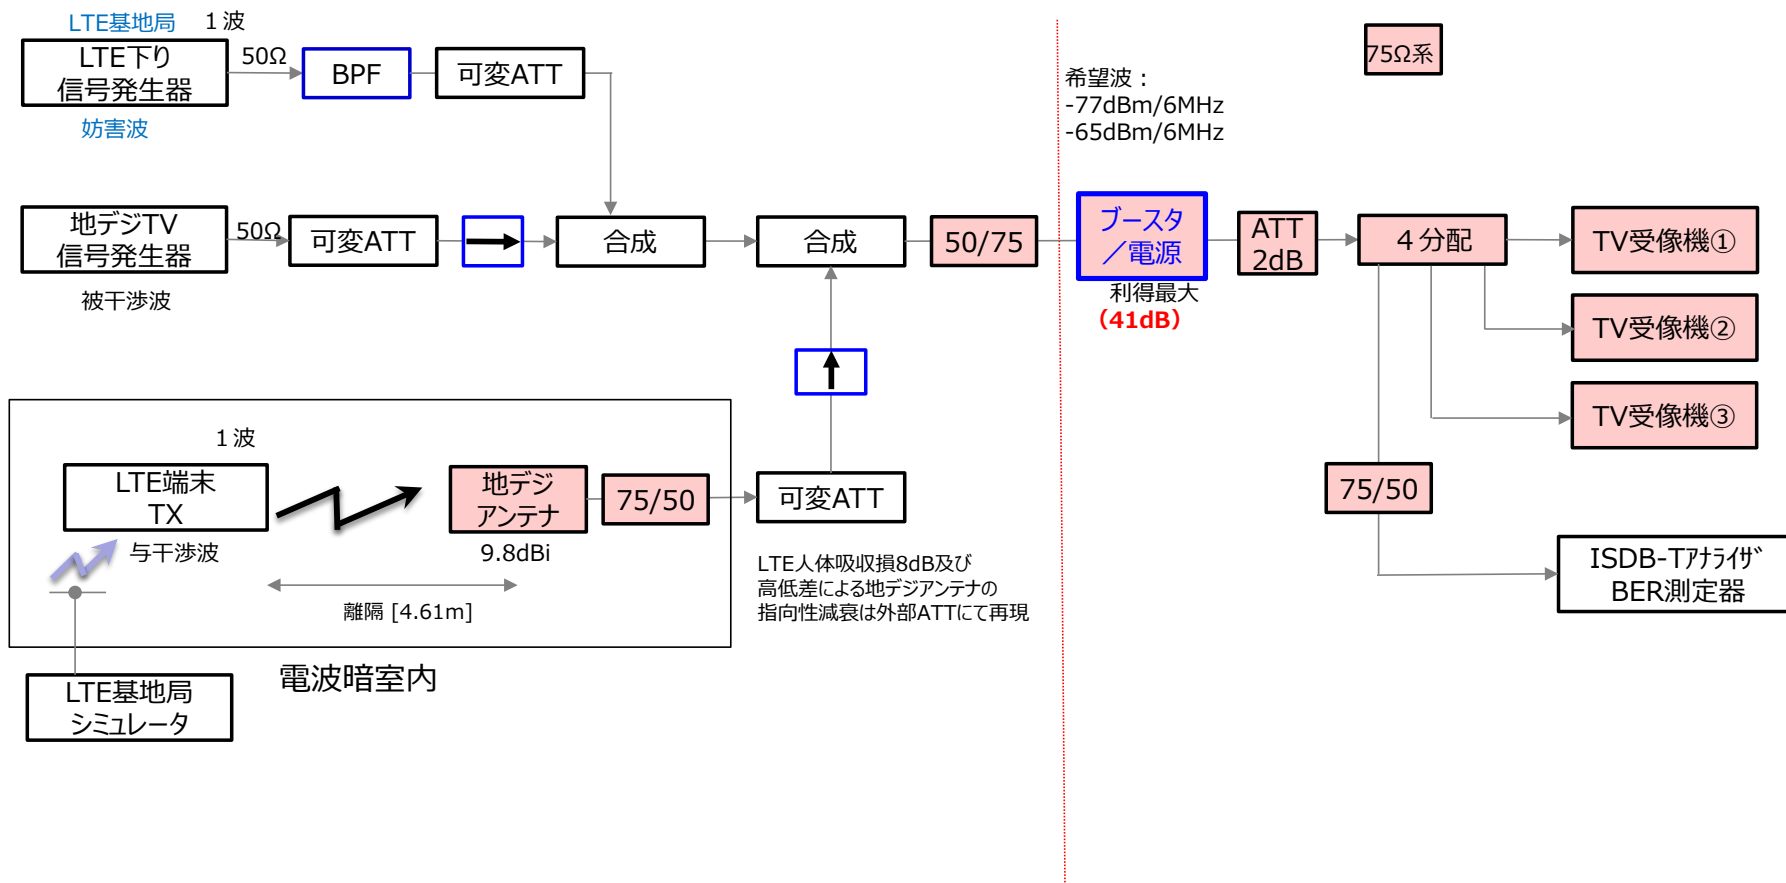 LTE基地局 1波
LTE下り
信号発生器
50Ω
BPF
可変ATT
妨害波
75Ω系
希望波：
-77dBm/6MHz
-65dBm/6MHz
地デジTV
信号発生器
50Ω
可変ATT
合成
合成
50/75
ブースタ
／電源
ATT
2dB
４分配
TV受像機①
被干渉波
利得最大
（41dB）
TV受像機②
TV受像機③
1波
LTE端末
TX
地デジ
アンテナ
75/50
可変ATT
75/50
与干渉波
9.8dBi
離隔 [4.61m]
LTE人体吸収損8dB及び
高低差による地デジアンテナの
指向性減衰は外部ATTにて再現
ISDB-Tｱﾅﾗｲｻﾞ
BER測定器
電波暗室内
LTE基地局
シミュレータ